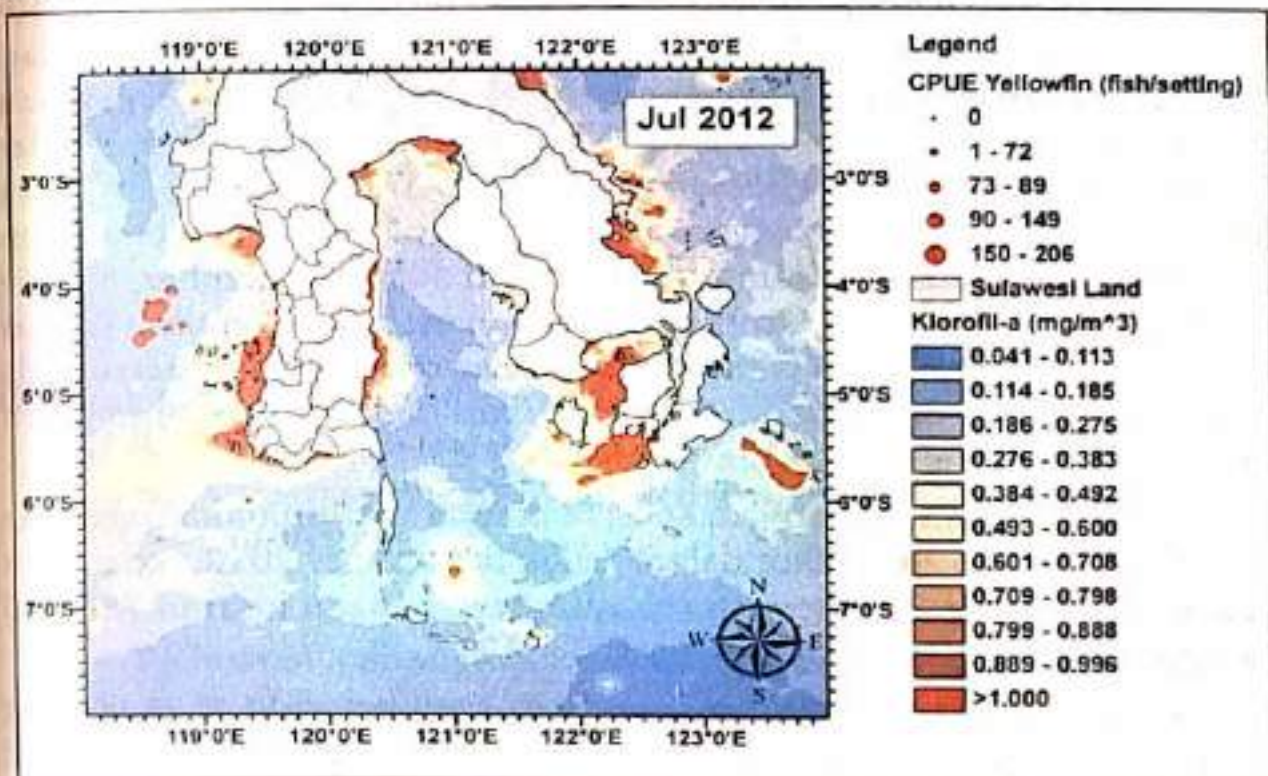 119°0'E 120°0'E 121°0'E 122°0'E 123°0'E
Jul 2012
3°0'S 3°0'S
4°0'S 4°0'S
5°0'S 5°0'S
6°0'S 6°0'S
7°0'S 7°0'S
N
W E
S
119°0'E 120°0'E 121°0'E 122°0'E 123°0'E
Legend
CPUE Yellowfin (fish/setting)
0
1 - 72
73 - 89
90 - 149
150 - 206
Sulawesi Land
Klorofil-a (mg/m^3)
0.041 - 0.113
0.114 - 0.185
0.186 - 0.275
0.276 - 0.383
0.384 - 0.492
0.493 - 0.600
0.601 - 0.708
0.709 - 0.798
0.799 - 0.888
0.889 - 0.996
>1.000